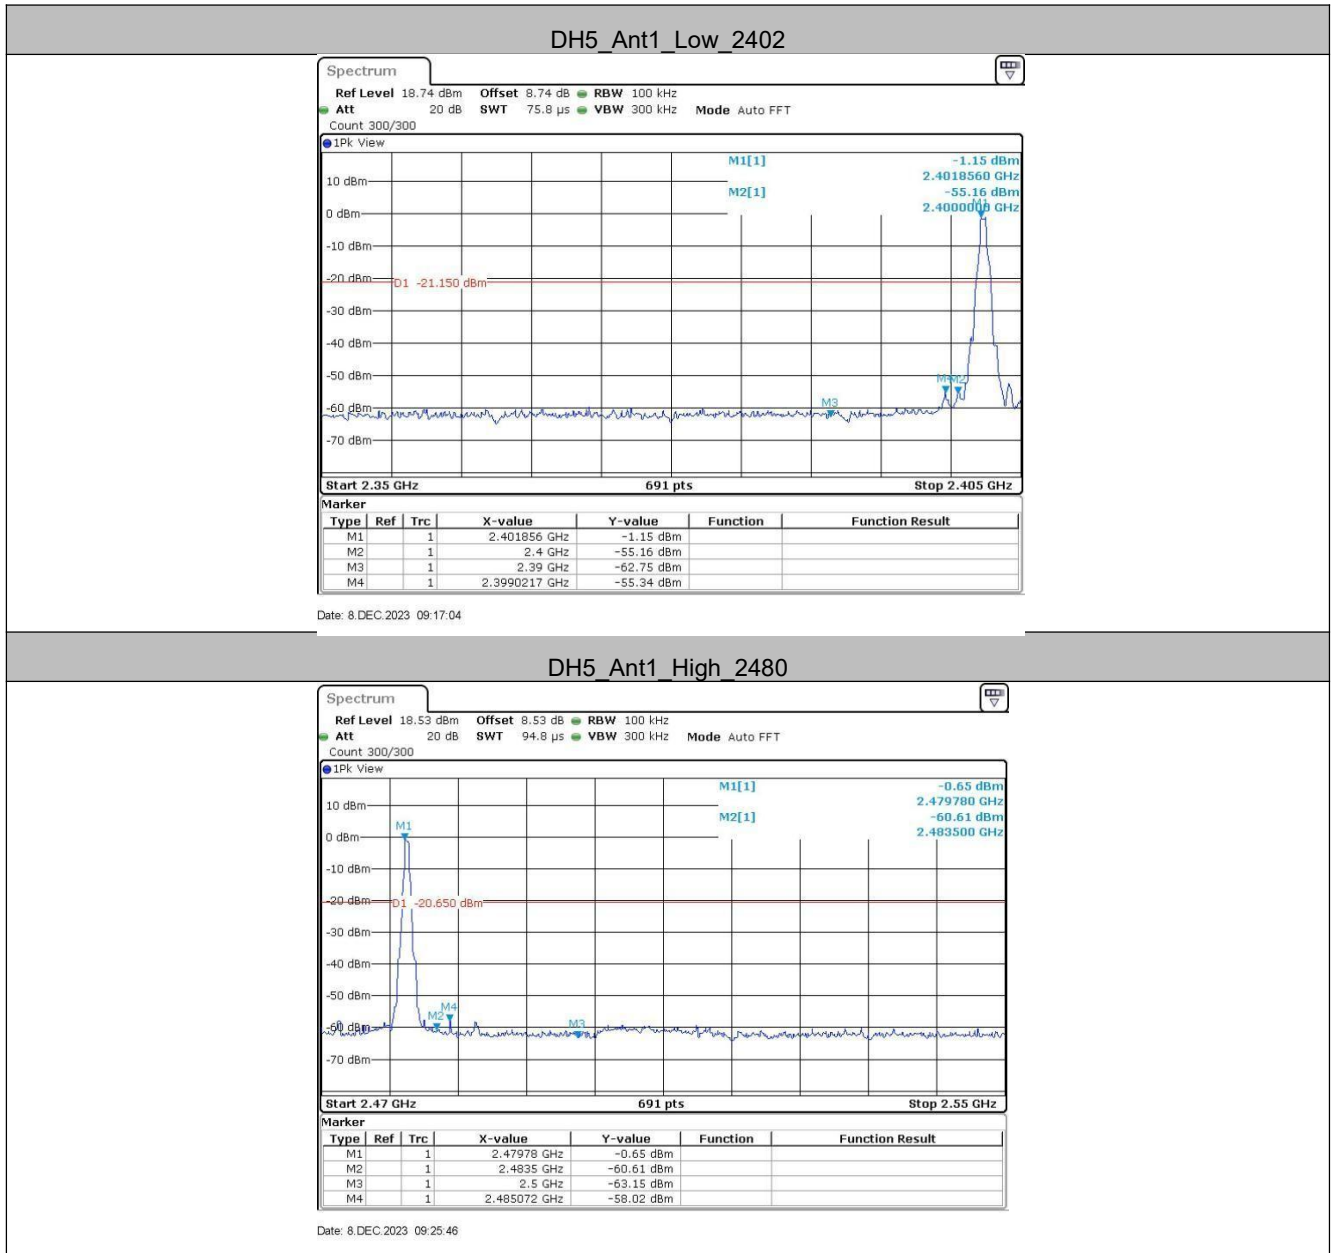 DH5_Ant1_Low_2402
Spectrum
Ref Level 18.74 dBm Offset 8.74 dB RBW 100 kHz
Att 20 dB SWT 75.8 µs VBW 300 kHz Mode Auto FFT
Count 300/300
1Pk View
M1[1] -1.15 dBm
2.4018560 GHz
10 dBm
M2[1] -55.16 dBm
2.4000000 GHz
M1
0 dBm
-10 dBm
-20 dBm
D1 -21.150 dBm
-30 dBm
-40 dBm
-50 dBm
M4 M2
M3
-60 dBm
-70 dBm
Start 2.35 GHz 691 pts Stop 2.405 GHz
Marker
Type Ref Trc X-value Y-value Function Function Result
M1 1 2.401856 GHz -1.15 dBm
M2 1 2.4 GHz -55.16 dBm
M3 1 2.39 GHz -62.75 dBm
M4 1 2.3990217 GHz -55.34 dBm
Date: 8.DEC.2023 09:17:04
DH5_Ant1_High_2480
Spectrum
Ref Level 18.53 dBm Offset 8.53 dB RBW 100 kHz
Att 20 dB SWT 94.8 µs VBW 300 kHz Mode Auto FFT
Count 300/300
1Pk View
M1[1] -0.65 dBm
2.479780 GHz
10 dBm
M2[1] -60.61 dBm
2.483500 GHz
M1
0 dBm
-10 dBm
-20 dBm
D1 -20.650 dBm
-30 dBm
-40 dBm
-50 dBm
M4
M2
M3
-60 dBm
-70 dBm
Start 2.47 GHz 691 pts Stop 2.55 GHz
Marker
Type Ref Trc X-value Y-value Function Function Result
M1 1 2.47978 GHz -0.65 dBm
M2 1 2.4835 GHz -60.61 dBm
M3 1 2.5 GHz -63.15 dBm
M4 1 2.485072 GHz -58.02 dBm
Date: 8.DEC.2023 09:25:46